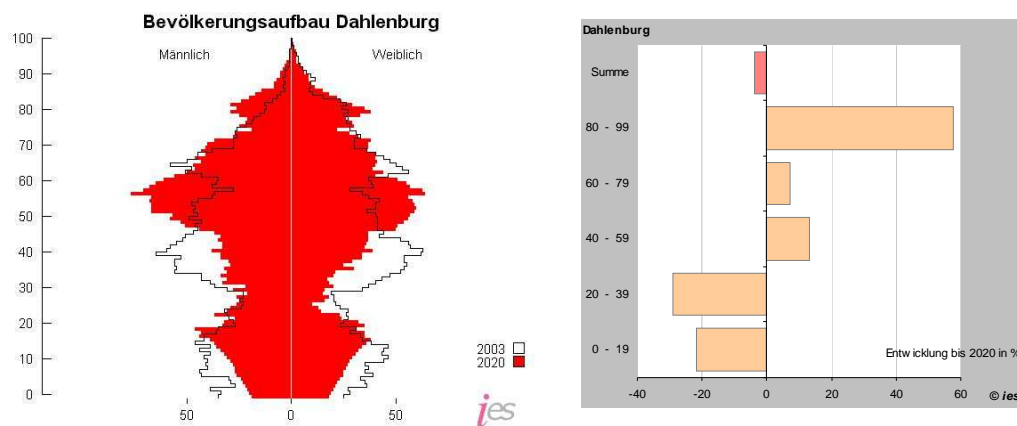 Bevölkerungsaufbau Dahlenburg
Männlich
Weiblich
100
90
80
70
60
50
40
30
20
10
0
50
0
50
2003
2020
ies
Dahlenburg
Summe
80 - 99
60 - 79
40 - 59
20 - 39
0 - 19
Entwicklung bis 2020 in %
-40
-20
0
20
40
60
© ies